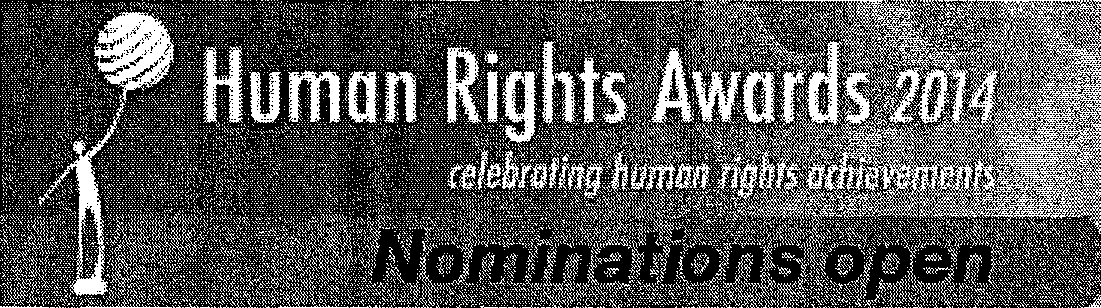 Human Rights Awards 2014
celebrating human rights achievements
Nominations open